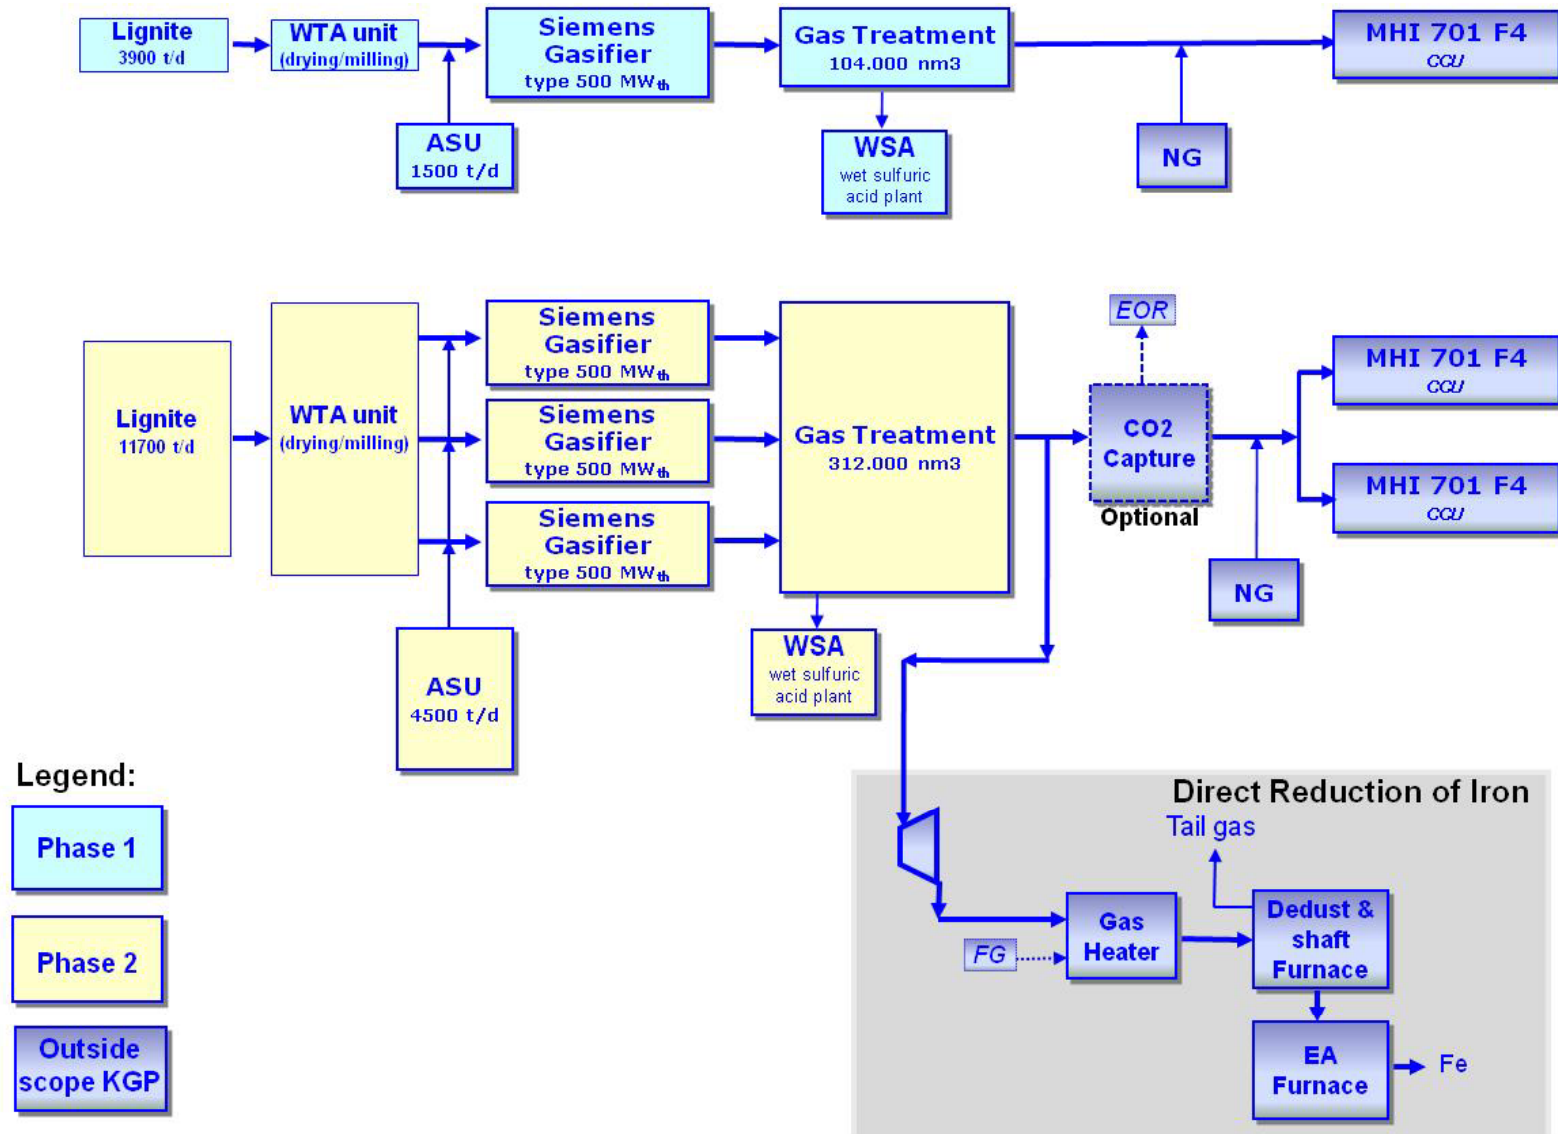 Lignite
3900 t/d
WTA unit
(drying/milling)
Siemens
Gasifier
type 500 MWth
Gas Treatment
104.000 nm3
MHI 701 F4
CCU
ASU
1500 t/d
WSA
wet sulfuric
acid plant
NG
Lignite
11700 t/d
WTA unit
(drying/milling)
Siemens
Gasifier
type 500 MWth
Siemens
Gasifier
type 500 MWth
Siemens
Gasifier
type 500 MWth
Gas Treatment
312.000 nm3
EOR
CO2
Capture
Optional
MHI 701 F4
CCU
MHI 701 F4
CCU
NG
ASU
4500 t/d
WSA
wet sulfuric
acid plant
Legend:
Phase 1
Phase 2
Outside
scope KGP
Direct Reduction of Iron
Tail gas
Gas
Heater
FG
Dedust &
shaft
Furnace
EA
Furnace
Fe